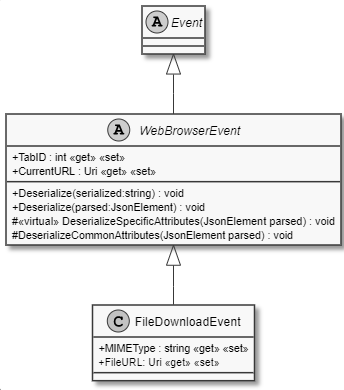 A Event
A WebBrowserEvent
+TabID : int «get» «set»
+CurrentURL : Uri «get» «set»
+Deserialize(serialized:string) : void
+Deserialize(parsed:JsonElement) : void
#«virtual» DeserializeSpecificAttributes(JsonElement parsed) : void
#DeserializeCommonAttributes(JsonElement parsed) : void
C FileDownloadEvent
+MIMEType : string «get» «set»
+FileURL: Uri «get» «set»